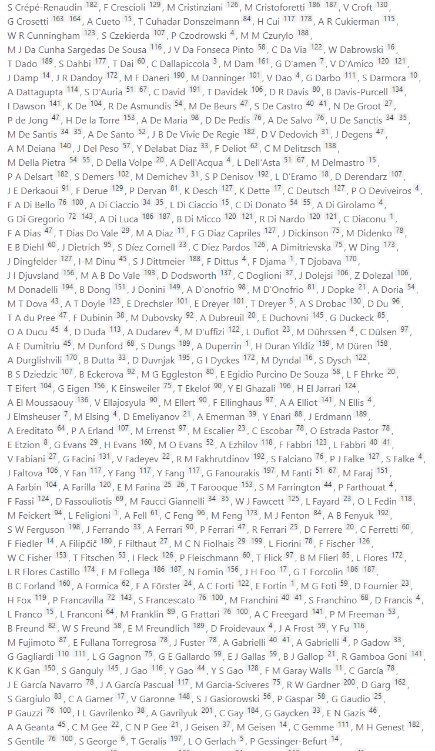 S Crépé-Renaudin 182, F Crescioli 129, M Cristinziani 126, M Cristoforetti 186 187, V Croft 130,
G Crosetti 163 164, A Cueto 15, T Cuhadar Donszelmann 84, H Cui 117 178, A R Cukierman 115,
W R Cunningham 123, S Czekierda 107, P Czodrowski 4, M M Czurylo 188,
M J Da Cunha Sargedas De Sousa 116, J V Da Fonseca Pinto 58, C Da Via 122, W Dabrowski 16,
T Dado 189, S Dahbi 177, T Dai 60, C Dallapiccola 3, M Dam 161, G D'amen 7, V D'Amico 120 121,
J Damp 14, J R Dandoy 172, M F Daneri 190, M Danninger 101, V Dao 4, G Darbo 111, S Darmora 10,
A Dattagupta 114, S D'Auria 51 67, C David 191, T Davidek 106, D R Davis 80, B Davis-Purcell 134,
I Dawson 141, K De 104, R De Asmundis 54, M De Beurs 47, S De Castro 40 41, N De Groot 27,
P de Jong 47, H De la Torre 153, A De Maria 98, D De Pedis 76, A De Salvo 76, U De Sanctis 34 35,
M De Santis 34 35, A De Santo 52, J B De Vivie De Regie 182, D V Dedovich 31, J Degens 47,
A M Deiana 140, J Del Peso 57, Y Delabat Diaz 33, F Deliot 62, C M Delitzsch 138,
M Della Pietra 54 55, D Della Volpe 20, A Dell'Acqua 4, L Dell'Asta 51 67, M Delmastro 15,
P A Delsart 182, S Demers 102, M Demichev 31, S P Denisov 192, L D'Eramo 18, D Derendarz 107,
J E Derkaoui 91, F Derue 129, P Dervan 81, K Desch 127, K Dette 17, C Deutsch 127, P O Deviveiros 4,
F A Di Bello 76 100, A Di Ciaccio 34 35, L Di Ciaccio 15, C Di Donato 54 55, A Di Girolamo 4,
G Di Gregorio 72 143, A Di Luca 186 187, B Di Micco 120 121, R Di Nardo 120 121, C Diaconu 1,
F A Dias 47, T Dias Do Vale 29, M A Diaz 11, F G Diaz Capriles 127, J Dickinson 75, M Didenko 78,
E B Diehl 60, J Dietrich 95, S Díez Cornell 33, C Diez Pardos 126, A Dimitrievska 75, W Ding 173,
J Dingfelder 127, I-M Dinu 45, S J Dittmeier 188, F Dittus 4, F Djama 1, T Djobava 170,
J I Djuvsland 156, M A B Do Vale 193, D Dodsworth 137, C Doglioni 37, J Dolejsi 106, Z Dolezal 106,
M Donadelli 194, B Dong 151, J Donini 149, A D'onofrio 98, M D'Onofrio 81, J Dopke 21, A Doria 54,
M T Dova 43, A T Doyle 123, E Drechsler 101, E Dreyer 101, T Dreyer 5, A S Drobac 130, D Du 96,
T A du Pree 47, F Dubinin 38, M Dubovsky 92, A Dubreuil 20, E Duchovni 145, G Duckeck 85,
O A Ducu 45 4, D Duda 113, A Dudarev 4, M D'uffizi 122, L Duflot 23, M Dührssen 4, C Dülsen 97,
A E Dumitriu 45, M Dunford 68, S Dungs 189, A Duperrin 1, H Duran Yildiz 159, M Düren 158,
A Durglishvili 170, B Dutta 33, D Duvnjak 195, G I Dyckes 172, M Dyndal 16, S Dysch 122,
B S Dziedzic 107, B Eckerova 92, M G Eggleston 80, E Egidio Purcino De Souza 58, L F Ehrke 20,
T Eifert 104, G Eigen 156, K Einsweiler 75, T Ekelof 90, Y El Ghazali 196, H El Jarrari 124,
A El Moussaouy 136, V Ellajosyula 90, M Ellert 90, F Ellinghaus 97, A A Elliot 141, N Ellis 4,
J Elmsheuser 7, M Elsing 4, D Emeliyanov 21, A Emerman 39, Y Enari 88, J Erdmann 189,
A Ereditato 64, P A Erland 107, M Errenst 97, M Escalier 23, C Escobar 78, O Estrada Pastor 78,
E Etzion 8, G Evans 29, H Evans 160, M O Evans 52, A Ezhilov 118, F Fabbri 123, L Fabbri 40 41,
V Fabiani 27, G Facini 131, V Fadeyev 22, R M Fakhrutdinov 192, S Falciano 76, P J Falke 127, S Falke 4,
J Faltova 106, Y Fan 117, Y Fang 117, Y Fang 117, G Fanourakis 197, M Fanti 51 67, M Faraj 151,
A Farbin 104, A Farilla 120, E M Farina 25 26, T Farooque 153, S M Farrington 44, P Farthouat 4,
F Fassi 124, D Fassouliotis 69, M Faucci Giannelli 34 35, W J Fawcett 125, L Fayard 23, O L Fedin 118,
M Feickert 94, L Feligioni 1, A Fell 61, C Feng 96, M Feng 173, M J Fenton 84, A B Fenyuk 192,
S W Ferguson 198, J Ferrando 33, A Ferrari 90, P Ferrari 47, R Ferrari 25, D Ferrere 20, C Ferretti 60,
F Fiedler 14, A Filipčič 180, F Filthaut 27, M C N Fiolhais 29 199, L Fiorini 78, F Fischer 126,
W C Fisher 153, T Fitschen 53, I Fleck 126, P Fleischmann 60, T Flick 97, B M Flierl 85, L Flores 172,
L R Flores Castillo 174, F M Follega 186 187, N Fomin 156, J H Foo 17, G T Forcolin 186 187,
B C Forland 160, A Formica 62, F A Förster 24, A C Forti 122, E Fortin 1, M G Foti 59, D Fournier 23,
H Fox 119, P Francavilla 72 143, S Francescato 76 100, M Franchini 40 41, S Franchino 68, D Francis 4,
L Franco 15, L Franconi 64, M Franklin 89, G Frattari 76 100, A C Freegard 141, P M Freeman 53,
B Freund 82, W S Freund 58, E M Freundlich 189, D Froidevaux 4, J A Frost 59, Y Fu 116,
M Fujimoto 87, E Fullana Torregrosa 78, J Fuster 78, A Gabrielli 40 41, A Gabrielli 4, P Gadow 33,
G Gagliardi 110 111, L G Gagnon 75, G E Gallardo 59, E J Gallas 59, B J Gallop 21, R Gamboa Goni 141,
K K Gan 150, S Ganguly 145, J Gao 116, Y Gao 44, Y S Gao 128, F M Garay Walls 11, C García 78,
J E García Navarro 78, J A García Pascual 117, M Garcia-Sciveres 75, R W Gardner 200, D Garg 162,
S Gargiulo 83, C A Garner 17, V Garonne 148, S J Gasiorowski 56, P Gaspar 58, G Gaudio 25,
P Gauzzi 76 100, I L Gavrilenko 38, A Gavrilyuk 201, C Gay 184, G Gaycken 33, E N Gazis 46,
A A Geanta 45, C M Gee 22, C N P Gee 21, J Geisen 37, M Geisen 14, C Gemme 111, M H Genest 182,
S Gentile 76 100, S George 6, T Geralis 197, L O Gerlach 5, P Gessinger-Befurt 14